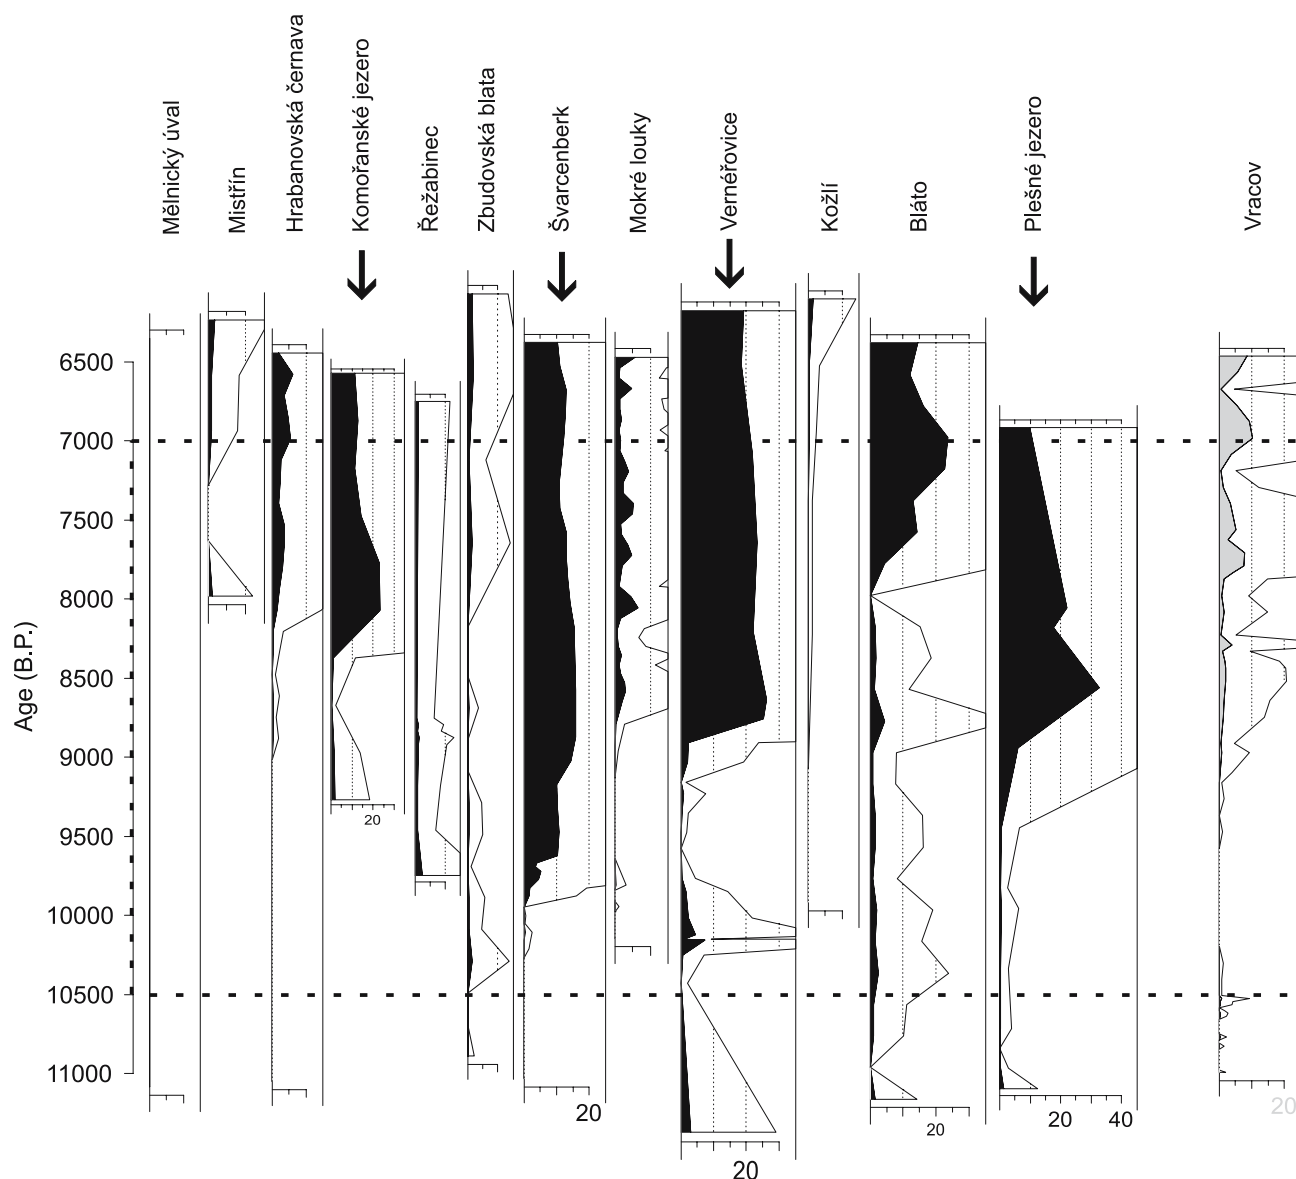 Mělnický úval
Mistřín
Hrabanovská černava
Komořanské jezero
Řežabinec
Zbudovská blata
Švarcenberk
Mokré louky
Vernéřovice
Kožlí
Bláto
Plešné jezero
Vracov
Age (B.P.)
6500
7000
7500
8000
8500
9000
9500
10000
10500
11000
20
20
20
20
20 40
20